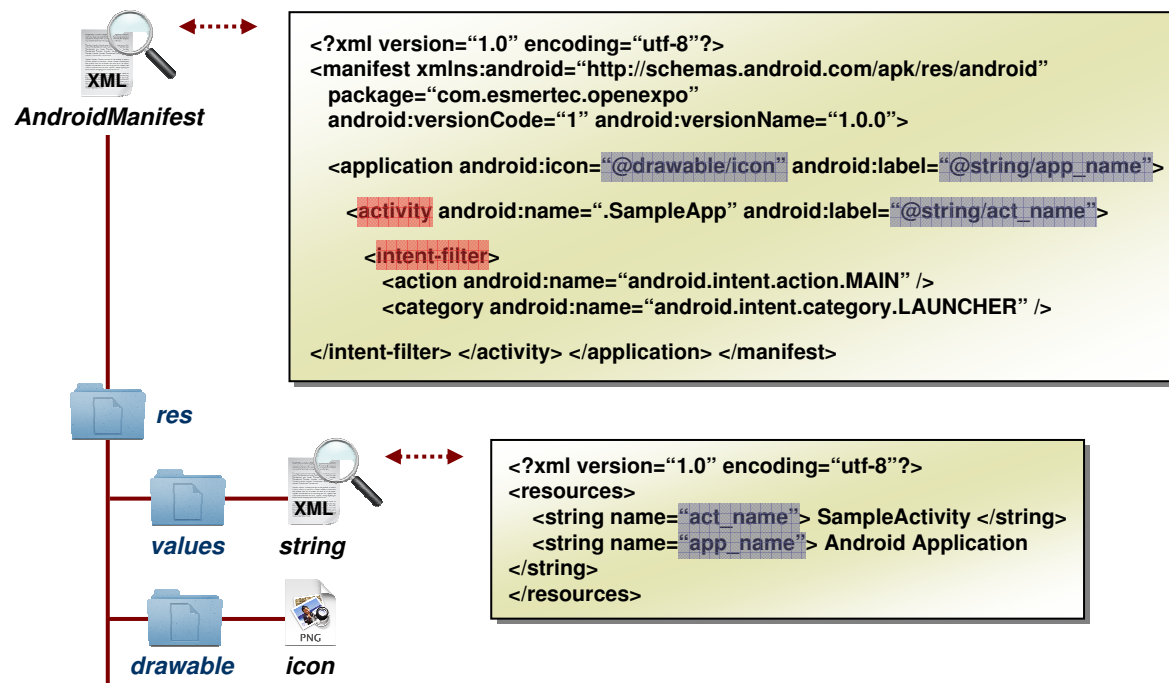 XML
AndroidManifest
<?xml version=“1.0” encoding=“utf-8”?>
<manifest xmlns:android=“http://schemas.android.com/apk/res/android”
package=“com.esmertec.openexpo”
android:versionCode=“1” android:versionName=“1.0.0”>
<application android:icon=“@drawable/icon” android:label=“@string/app_name”>
<activity android:name=“.SampleApp” android:label=“@string/act_name”>
<intent-filter>
<action android:name=“android.intent.action.MAIN” />
<category android:name=“android.intent.category.LAUNCHER” />
</intent-filter> </activity> </application> </manifest>
res
XML
values
string
<?xml version=“1.0” encoding=“utf-8”?>
<resources>
<string name=“act_name”> SampleActivity </string>
<string name=“app_name”> Android Application
</string>
</resources>
PNG
drawable
icon